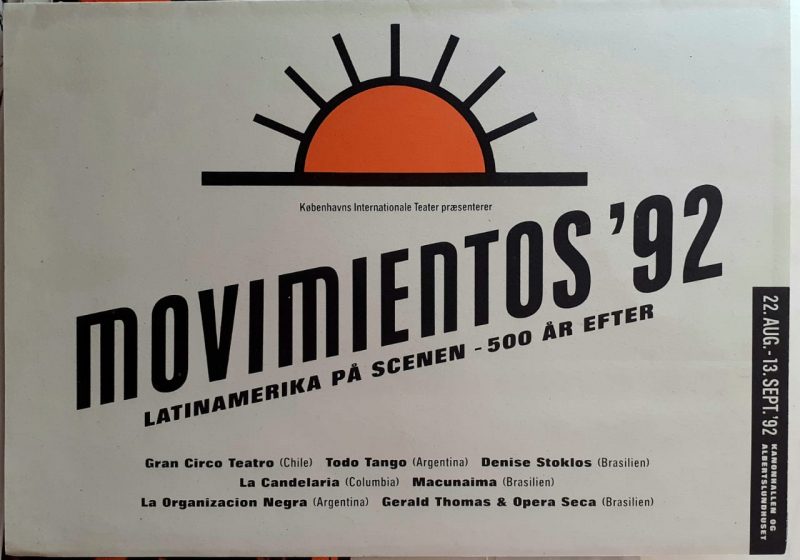 Københavns Internationale Teater præsenterer
MOVIMIENTOS '92
LATINAMERIKA PÅ SCENEN - 500 ÅR EFTER
22. AUG. - 13. SEPT. '92
KANONHALLEN OG
ALBERTSLUNDHUSET
Gran Circo Teatro (Chile) Todo Tango (Argentina) Denise Stoklos (Brasilien)
La Candelaria (Columbia) Macunaima (Brasilien)
La Organizacion Negra (Argentina) Gerald Thomas & Opera Seca (Brasilien)